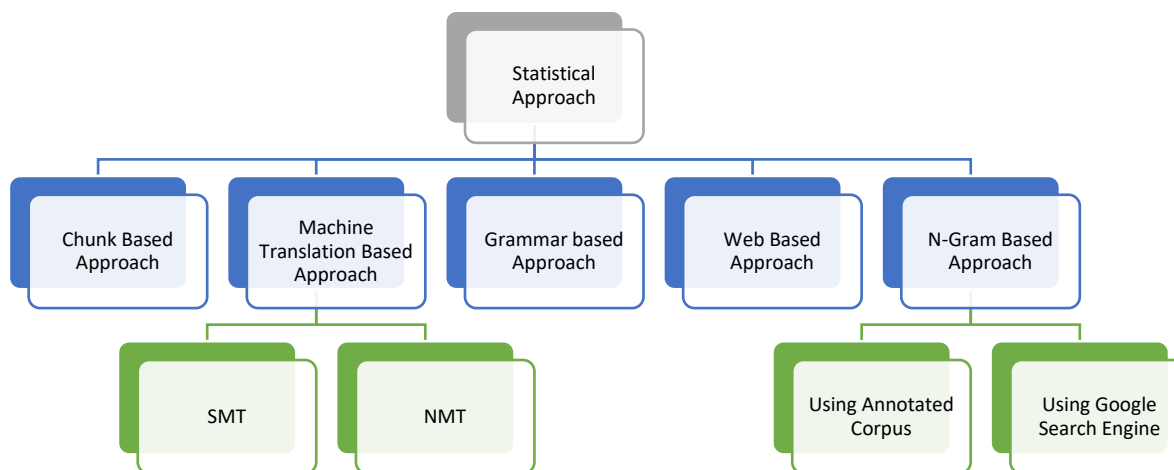 Statistical
Approach
Chunk Based
Approach
Machine
Translation Based
Approach
Grammar based
Approach
Web Based
Approach
N-Gram Based
Approach
SMT
NMT
Using Annotated
Corpus
Using Google
Search Engine